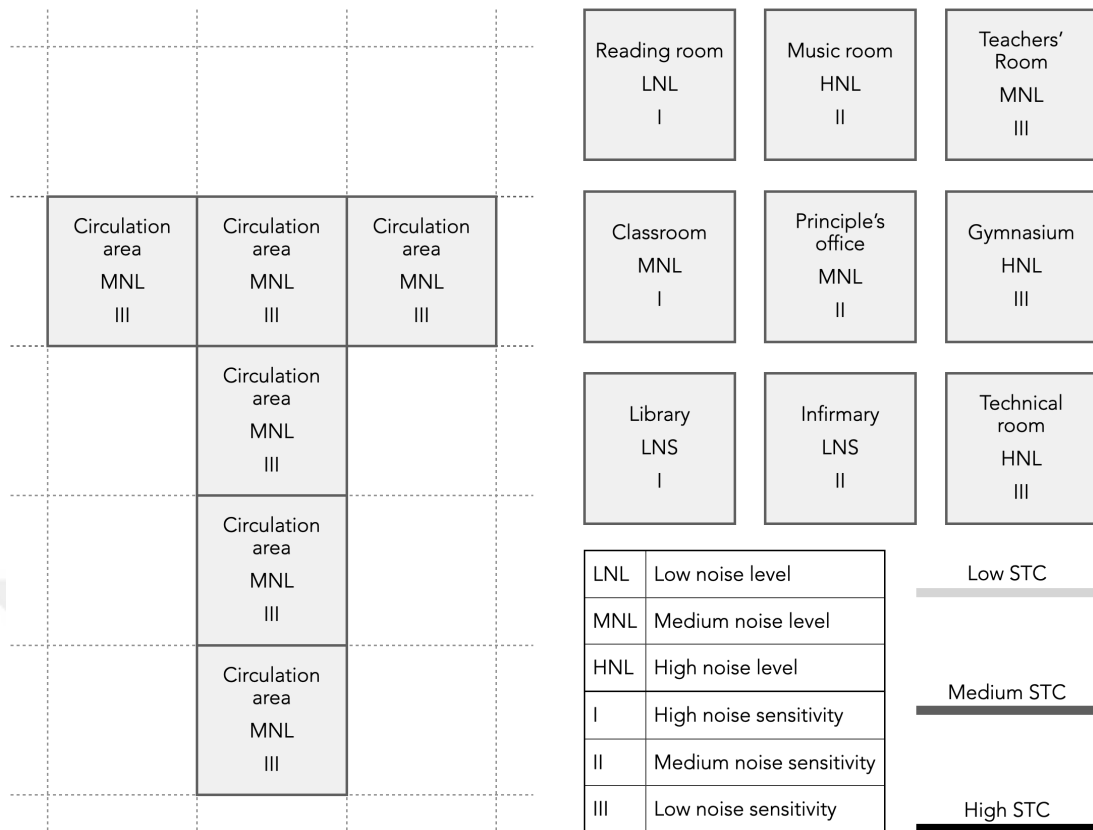 Circulation
area
MNL
III
Circulation
area
MNL
III
Circulation
area
MNL
III
Circulation
area
MNL
III
Circulation
area
MNL
III
Circulation
area
MNL
III
Reading room
LNL
I
Music room
HNL
II
Teachers'
Room
MNL
III
Classroom
MNL
I
Principle's
office
MNL
II
Gymnasium
HNL
III
Library
LNS
I
Infirmary
LNS
II
Technical
room
HNL
III
LNL Low noise level
MNL Medium noise level
HNL High noise level
I High noise sensitivity
II Medium noise sensitivity
III Low noise sensitivity
Low STC
Medium STC
High STC